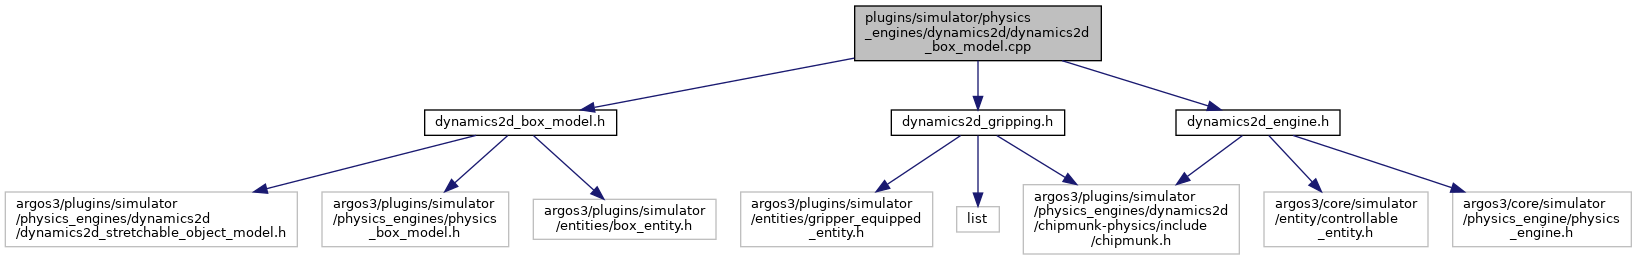 plugins/simulator/physics
_engines/dynamics2d/dynamics2d
_box_model.cpp
dynamics2d_box_model.h
dynamics2d_gripping.h
dynamics2d_engine.h
argos3/plugins/simulator
/physics_engines/dynamics2d
/dynamics2d_stretchable_object_model.h
argos3/plugins/simulator
/physics_engines/physics
_box_model.h
argos3/plugins/simulator
/entities/box_entity.h
argos3/plugins/simulator
/entities/gripper_equipped
_entity.h
list
argos3/plugins/simulator
/physics_engines/dynamics2d
/chipmunk-physics/include
/chipmunk.h
argos3/core/simulator
/entity/controllable
_entity.h
argos3/core/simulator
/physics_engine/physics
_engine.h